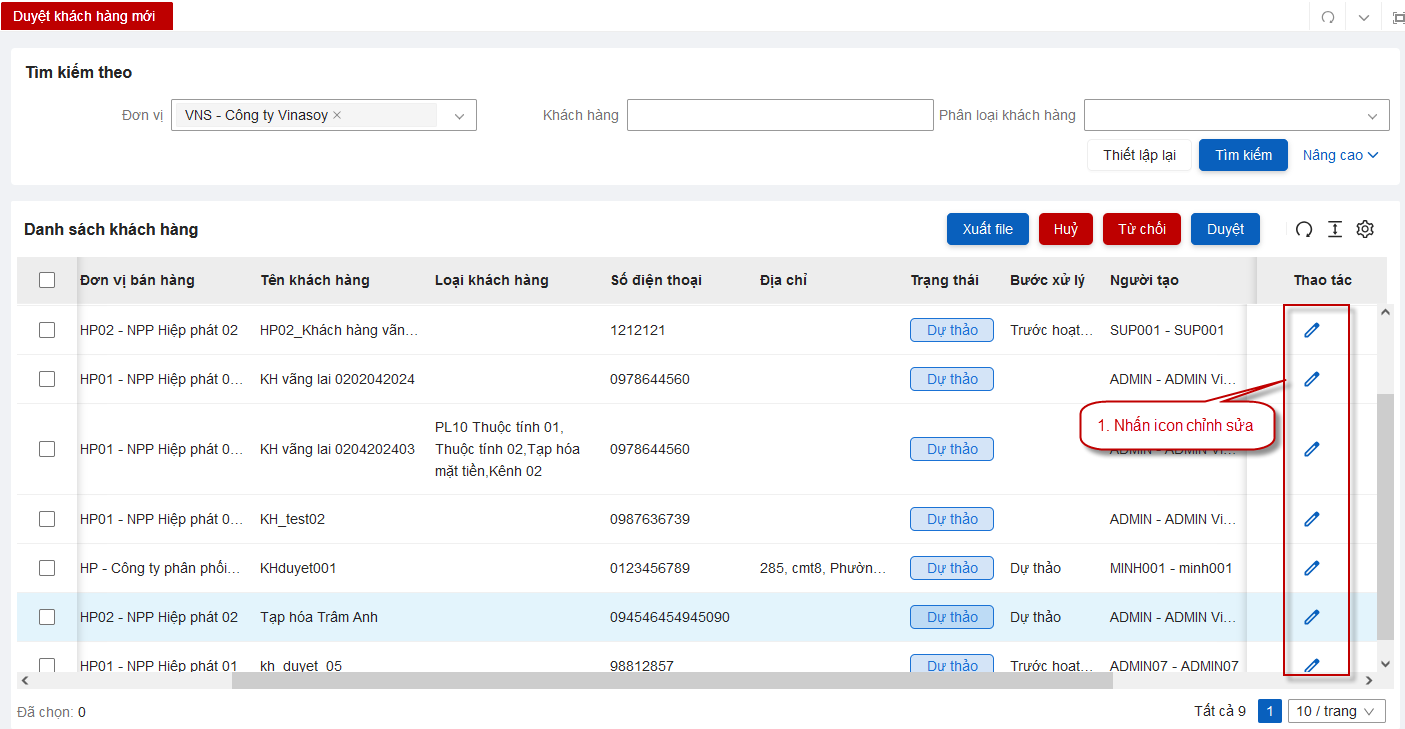 Duyệt khách hàng mới
Tìm kiếm theo
Đơn vị VNS - Công ty Vinasoy × Khách hàng Phân loại khách hàng
Thiết lập lại Tìm kiếm Nâng cao
Danh sách khách hàng Xuất file Huỷ Từ chối Duyệt
Đơn vị bán hàng Tên khách hàng Loại khách hàng Số điện thoại Địa chỉ Trạng thái Bước xử lý Người tạo Thao tác
HP02 - NPP Hiệp phát 02 HP02_Khách hàng vãn... 1212121 Dự thảo Trước hoạt... SUP001 - SUP001
HP01 - NPP Hiệp phát 0... KH vãng lai 0202042024 0978644560 Dự thảo ADMIN - ADMIN Vi...
1. Nhấn icon chỉnh sửa
HP01 - NPP Hiệp phát 0... KH vãng lai 0204202403 PL10 Thuộc tính 01,
Thuộc tính 02,Tạp hóa
mặt tiền,Kênh 02 0978644560 Dự thảo ADMIN - ADMIN Vi...
HP01 - NPP Hiệp phát 0... KH_test02 0987636739 Dự thảo ADMIN - ADMIN Vi...
HP - Công ty phân phối... KHduyet001 0123456789 285, cmt8, Phườn... Dự thảo Dự thảo MINH001 - minh001
HP02 - NPP Hiệp phát 02 Tạp hóa Trâm Anh 094546454945090 Dự thảo Dự thảo ADMIN - ADMIN Vi...
HP01 - NPP Hiệp phát 01 kh_duyet_05 98812857 Dự thảo Trước hoạt... ADMIN07 - ADMIN07
Đã chọn: 0 Tất cả 9 1 10 / trang